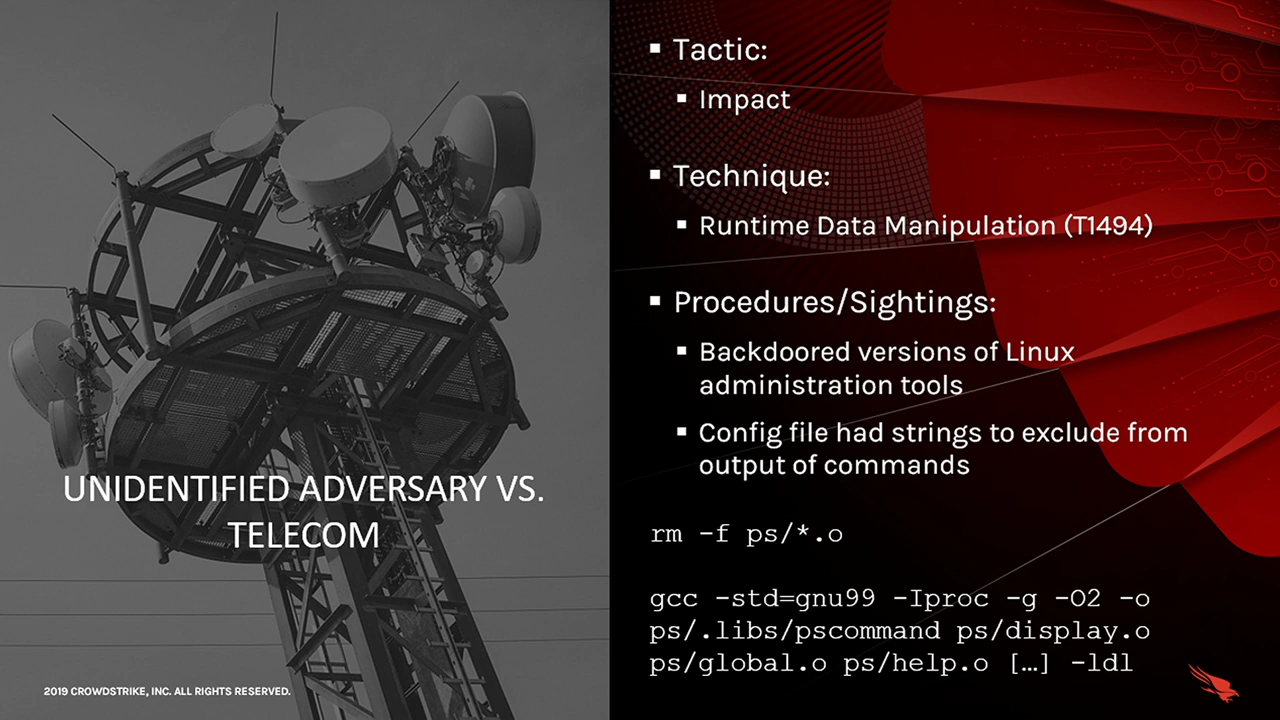 UNIDENTIFIED ADVERSARY VS.
TELECOM
2019 CROWDSTRIKE, INC. ALL RIGHTS RESERVED.
▪ Tactic:
▪ Impact
▪ Technique:
▪ Runtime Data Manipulation (T1494)
▪ Procedures/Sightings:
▪ Backdoored versions of Linux
administration tools
▪ Config file had strings to exclude from
output of commands
rm -f ps/*.o
gcc -std=gnu99 -Iproc -g -O2 -o
ps/.libs/pscommand ps/display.o
ps/global.o ps/help.o […] -ldl